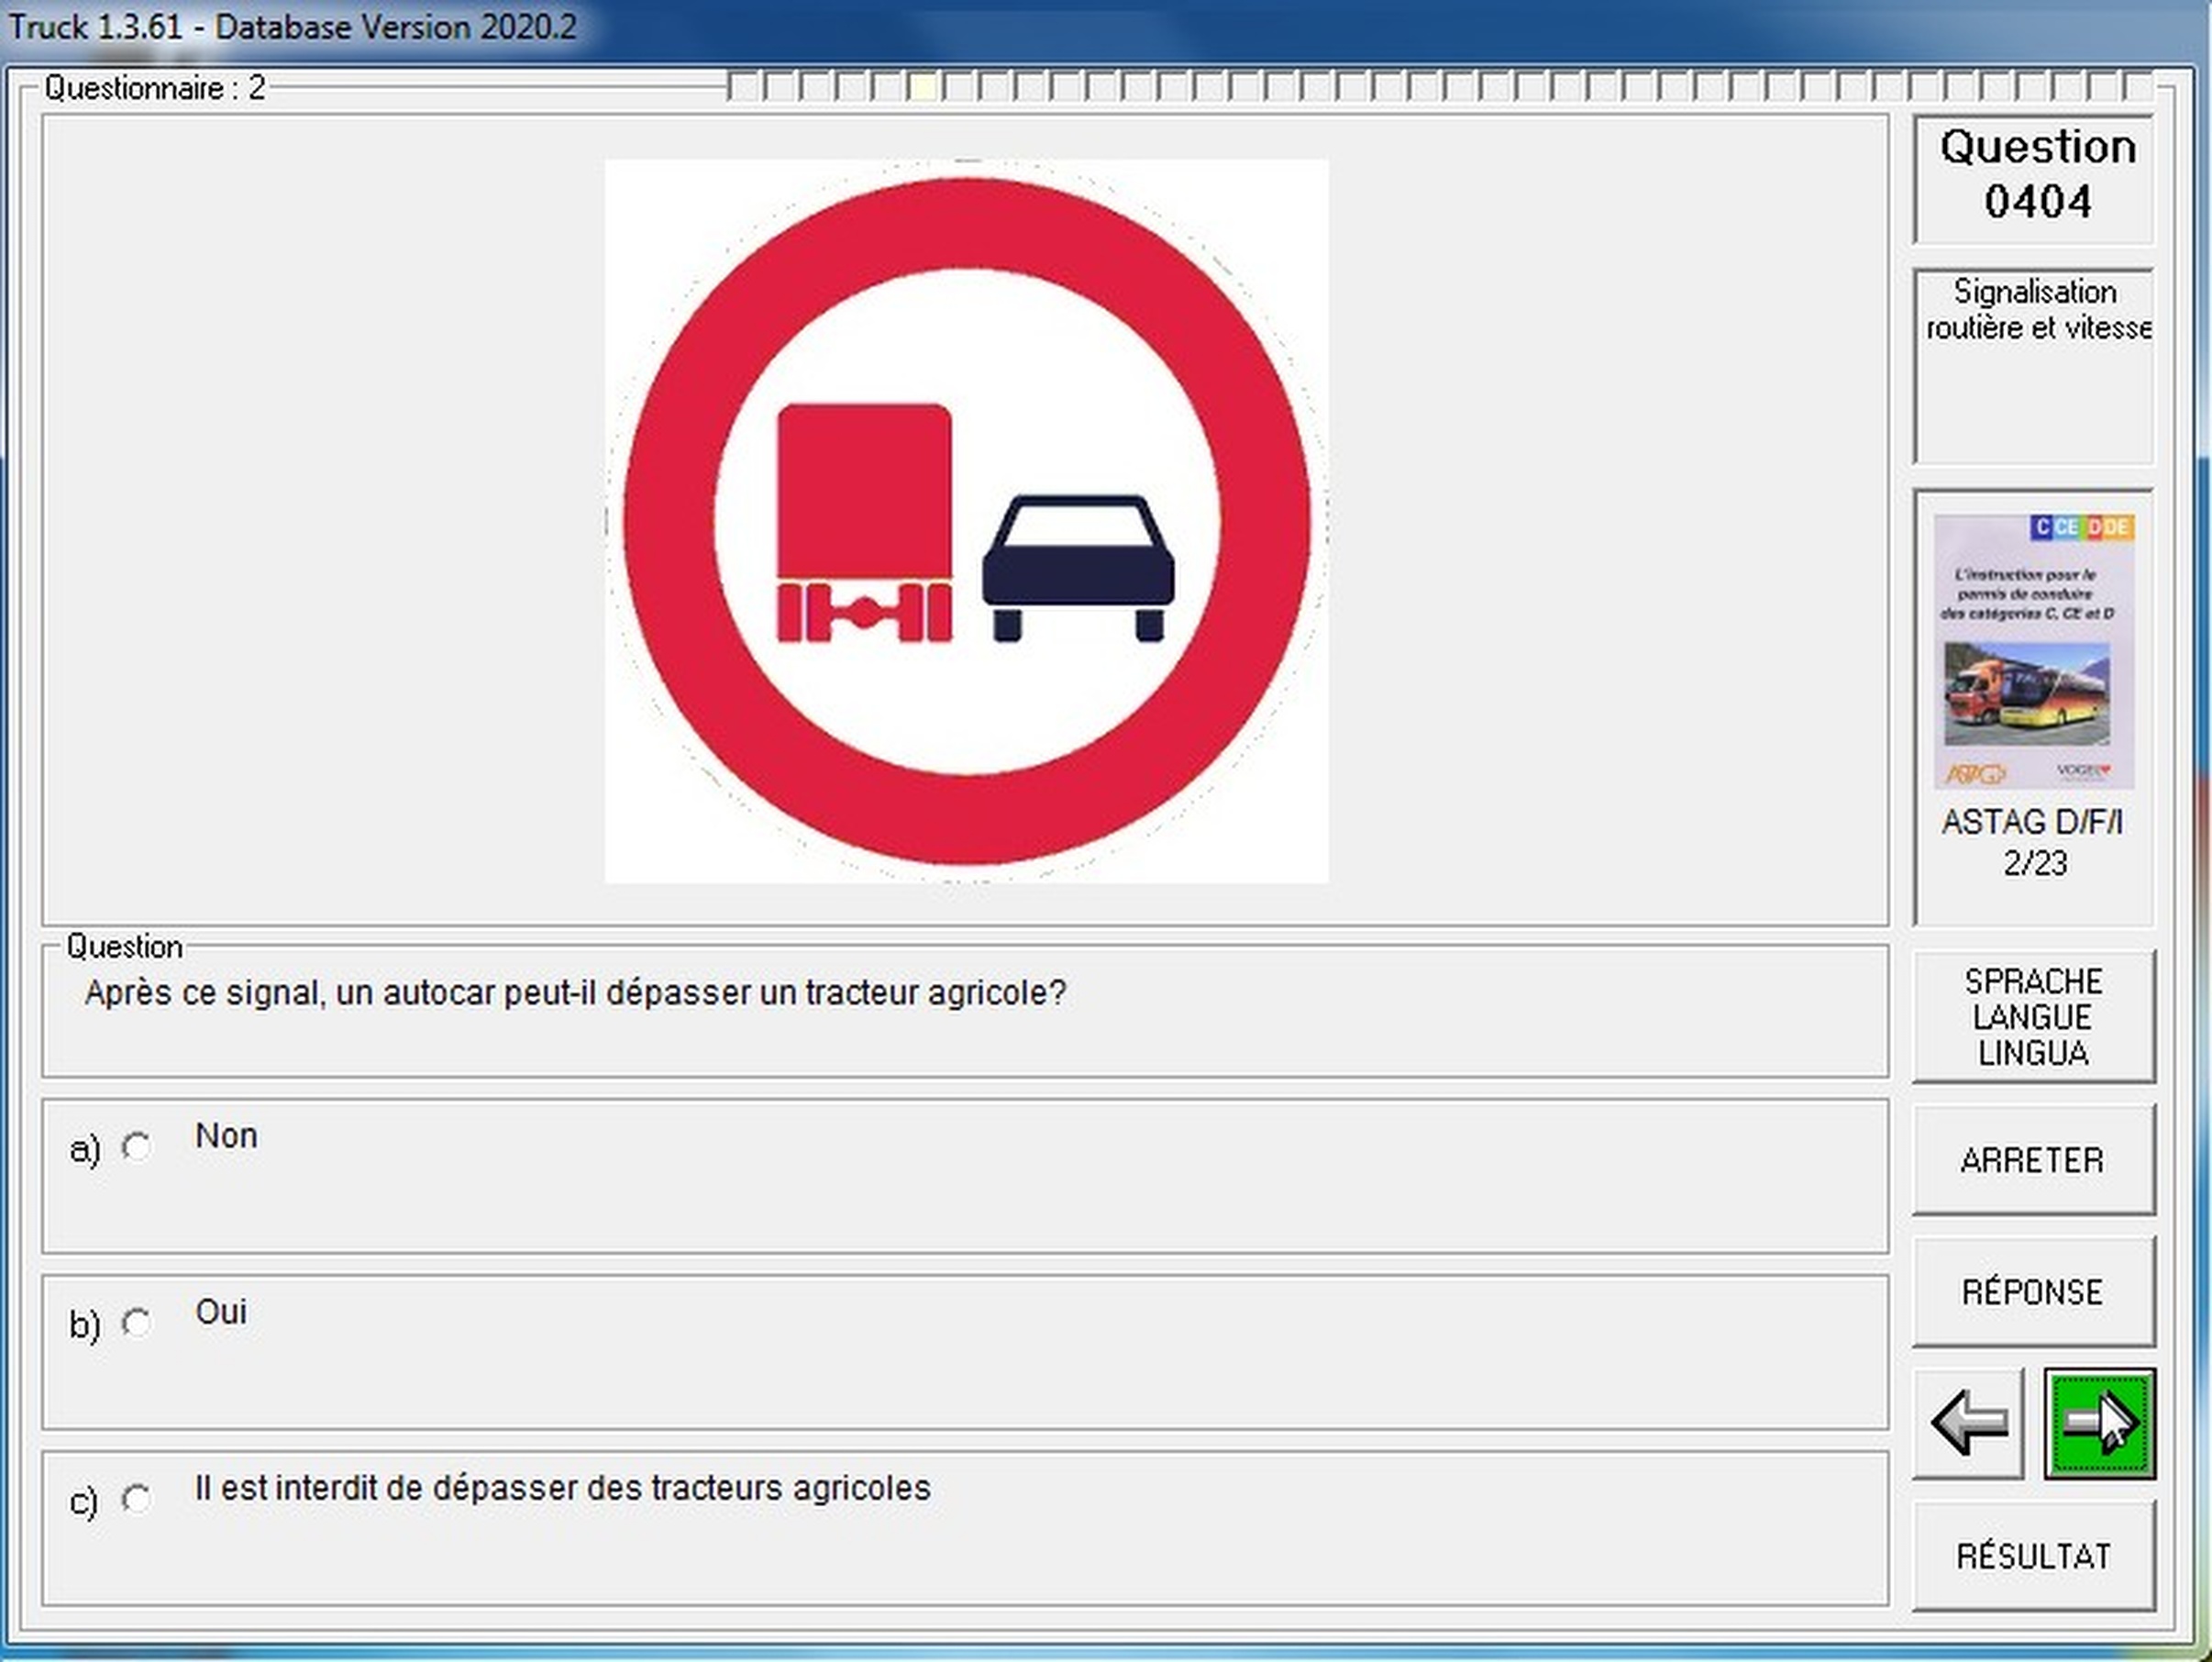 Truck 1.3.61 - Database Version 2020.2
Questionnaire : 2
Question
0404
Signalisation
routière et vitesse
C CE D DE
L'instruction pour le
permis de conduire
des catégories C, CE et D
ASTAG
VOGEL
ASTAG D/F/I
2/23
Question
Après ce signal, un autocar peut-il dépasser un tracteur agricole?
a) Non
b) Oui
c) Il est interdit de dépasser des tracteurs agricoles
SPRACHE
LANGUE
LINGUA
ARRETER
RÉPONSE
RÉSULTAT